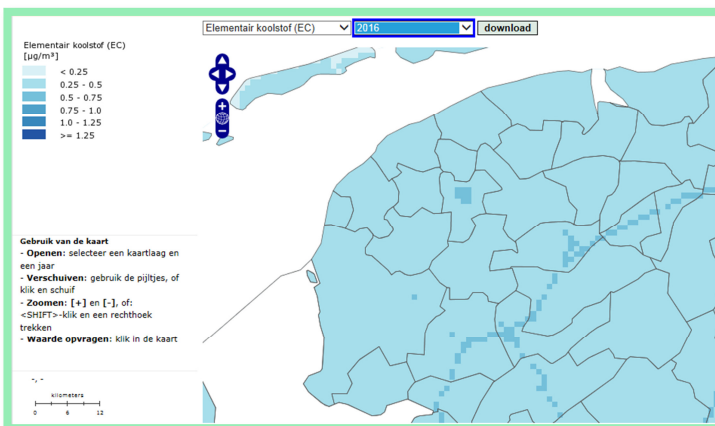 Elementair koolstof (EC)
2016
download
Elementair koolstof (EC)
[µg/m³]
< 0.25
0.25 - 0.5
0.5 - 0.75
0.75 - 1.0
1.0 - 1.25
>= 1.25
Gebruik van de kaart
- Openen: selecteer een kaartlaag en
een jaar
- Verschuiven: gebruik de pijltjes, of
klik en schuif
- Zoomen: [+] en [-], of:
<SHIFT>-klik en een rechthoek
trekken
- Waarde opvragen: klik in de kaart
-, -
kilometers
0 6 12